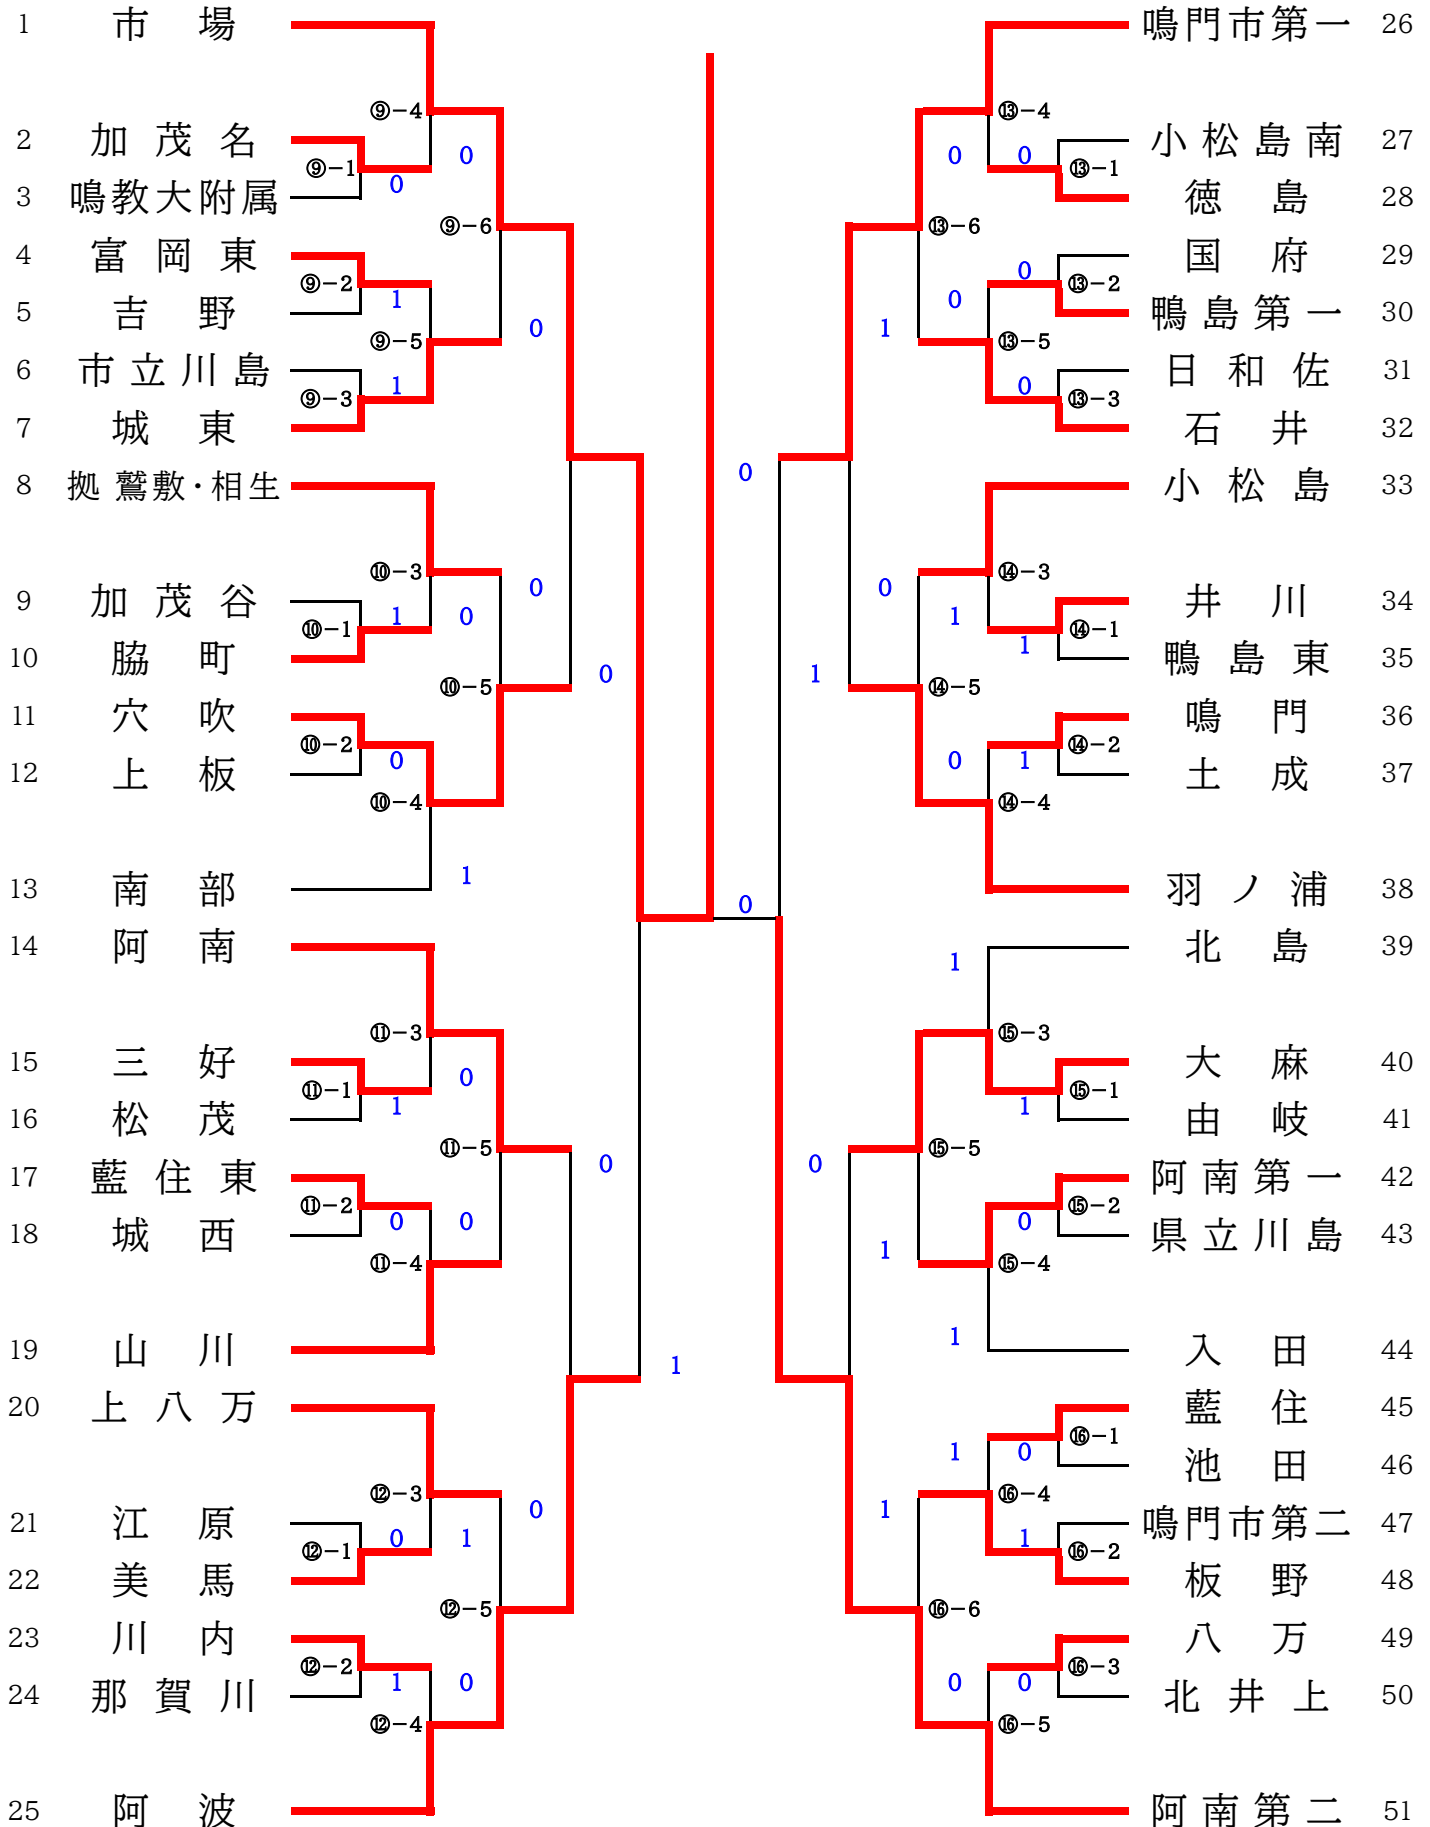 1 市場
⑨-4
2 加茂名
⑨-1
0
0
3 鳴教大附属
⑨-6
4 富岡東
⑨-2
1
5 吉野
0
⑨-5
6 市立川島
⑨-3
1
7 城東
8 拠 鷲敷・相生
⑩-3
0
9 加茂谷
⑩-1
1
0
10 脇町
⑩-5
0
11 穴吹
⑩-2
0
12 上板
⑩-4
13 南部
1
14 阿南
⑪-3
15 三好
⑪-1
1
0
16 松茂
⑪-5
0
17 藍住東
⑪-2
0
0
18 城西
⑪-4
19 山川
1
20 上八万
⑫-3
0
21 江原
⑫-1
0
1
22 美馬
⑫-5
23 川内
⑫-2
1
0
24 那賀川
⑫-4
25 阿波
0
0
鳴門市第一 26
⑬-4
小松島南 27
0
0
⑬-1
徳島 28
⑬-6
国府 29
0
⑬-2
0
鴨島第一 30
1
⑬-5
日和佐 31
0
⑬-3
石井 32
小松島 33
⑭-3
0
井川 34
1
1
⑭-1
鴨島東 35
1
⑭-5
鳴門 36
0
1
⑭-2
土成 37
⑭-4
羽ノ浦 38
北島 39
1
⑮-3
大麻 40
1
⑮-1
由岐 41
0
⑮-5
阿南第一 42
0
⑮-2
県立川島 43
1
⑮-4
入田 44
1
藍住 45
1
0
⑯-1
池田 46
⑯-4
1
鳴門市第二 47
1
⑯-2
板野 48
⑯-6
八万 49
0
0
⑯-3
北井上 50
⑯-5
阿南第二 51